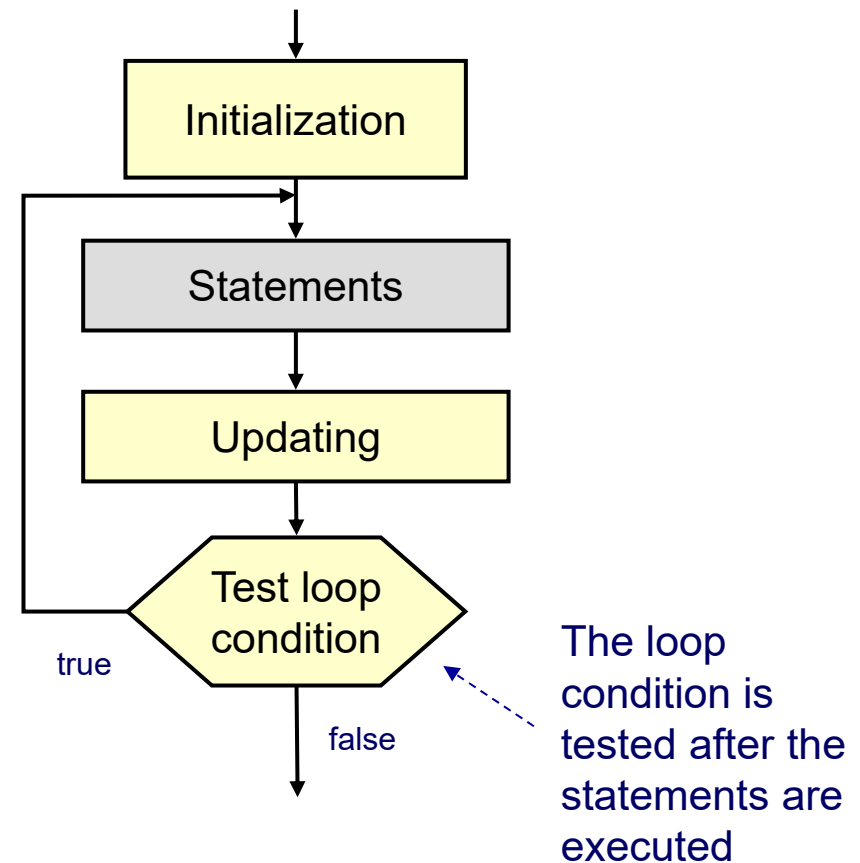 Initialization
Statements
Updating
Test loop
condition
true
false
The loop
condition is
tested after the
statements are
executed